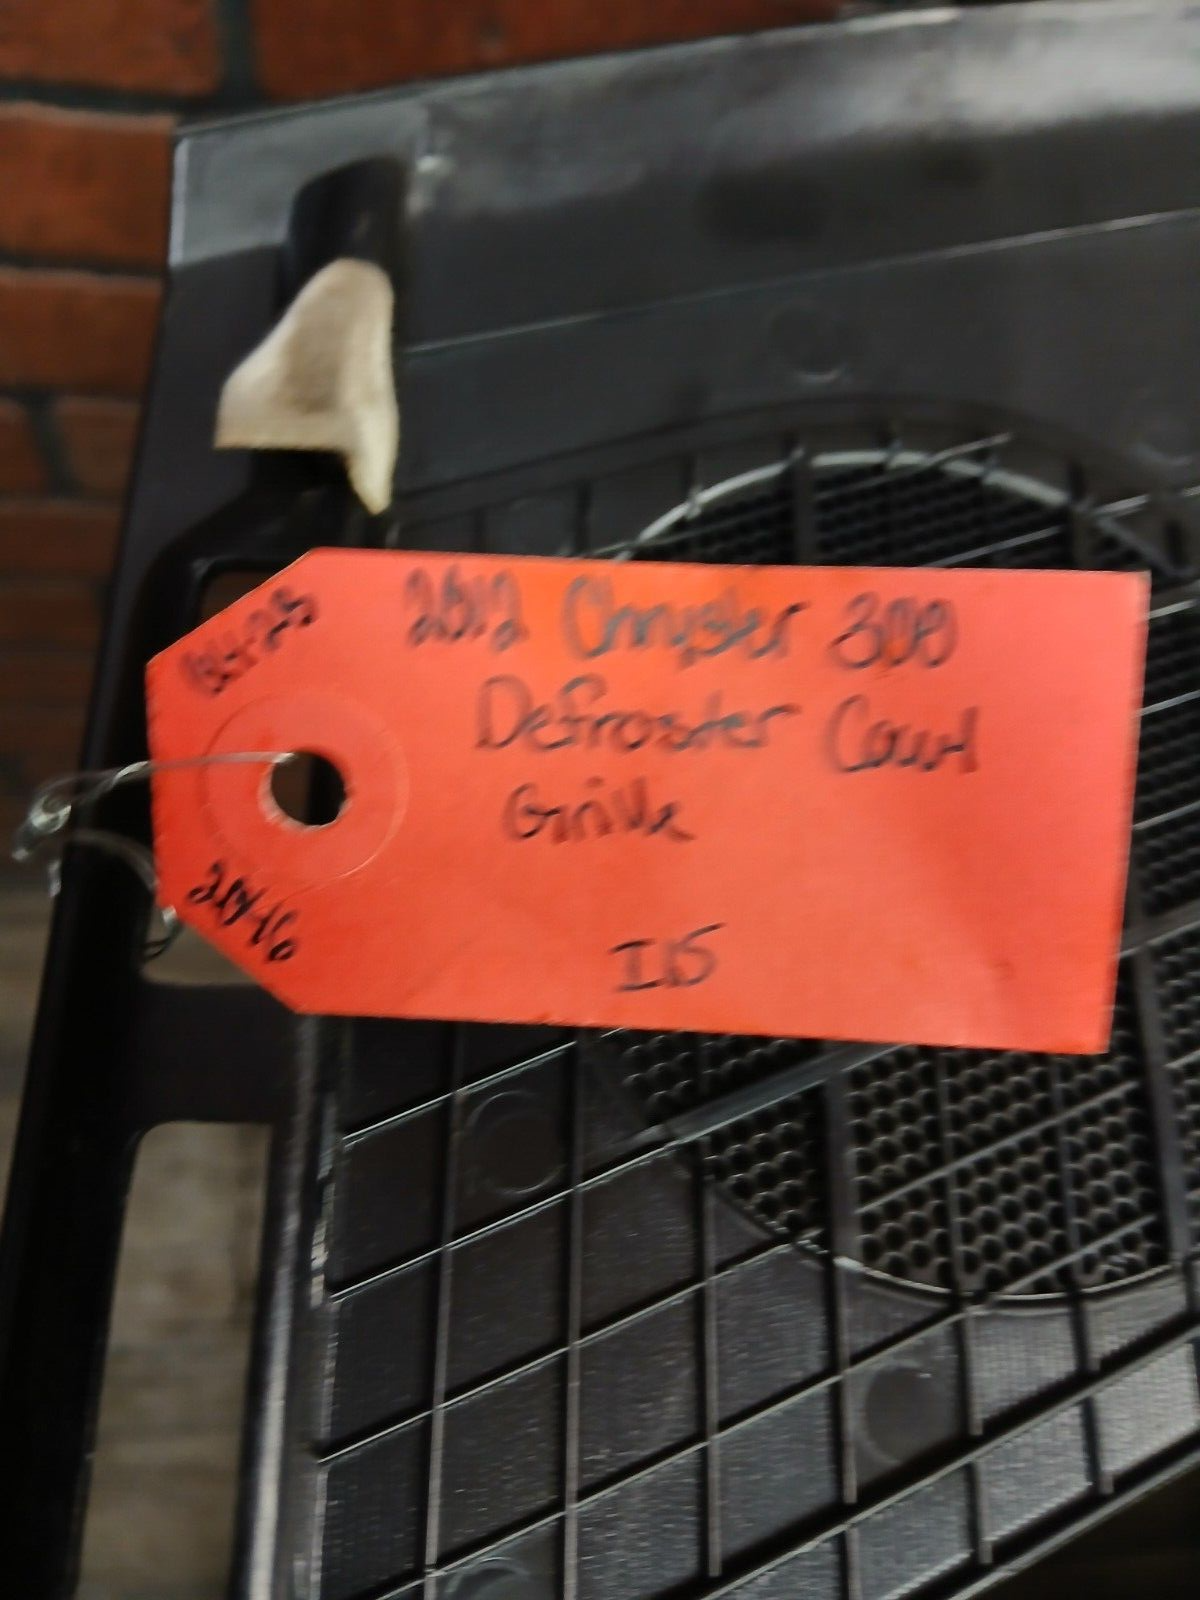 2012 Chrysler 300
Defroster Cowl
Grille
I15